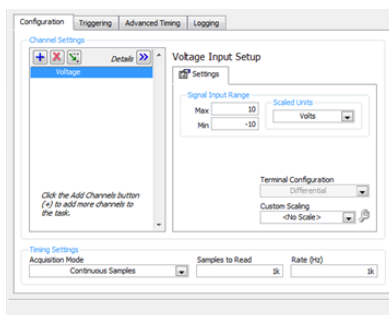 Configuration Triggering Advanced Timing Logging
Channel Settings
Details
Voltage
Click the Add Channels button
(+) to add more channels to
the task.
Voltage Input Setup
Settings
Signal Input Range
Max 10
Min -10
Scaled Units
Volts
Terminal Configuration
Differential
Custom Scaling
<No Scale>
Timing Settings
Acquisition Mode Samples to Read Rate (Hz)
Continuous Samples 1k 1k